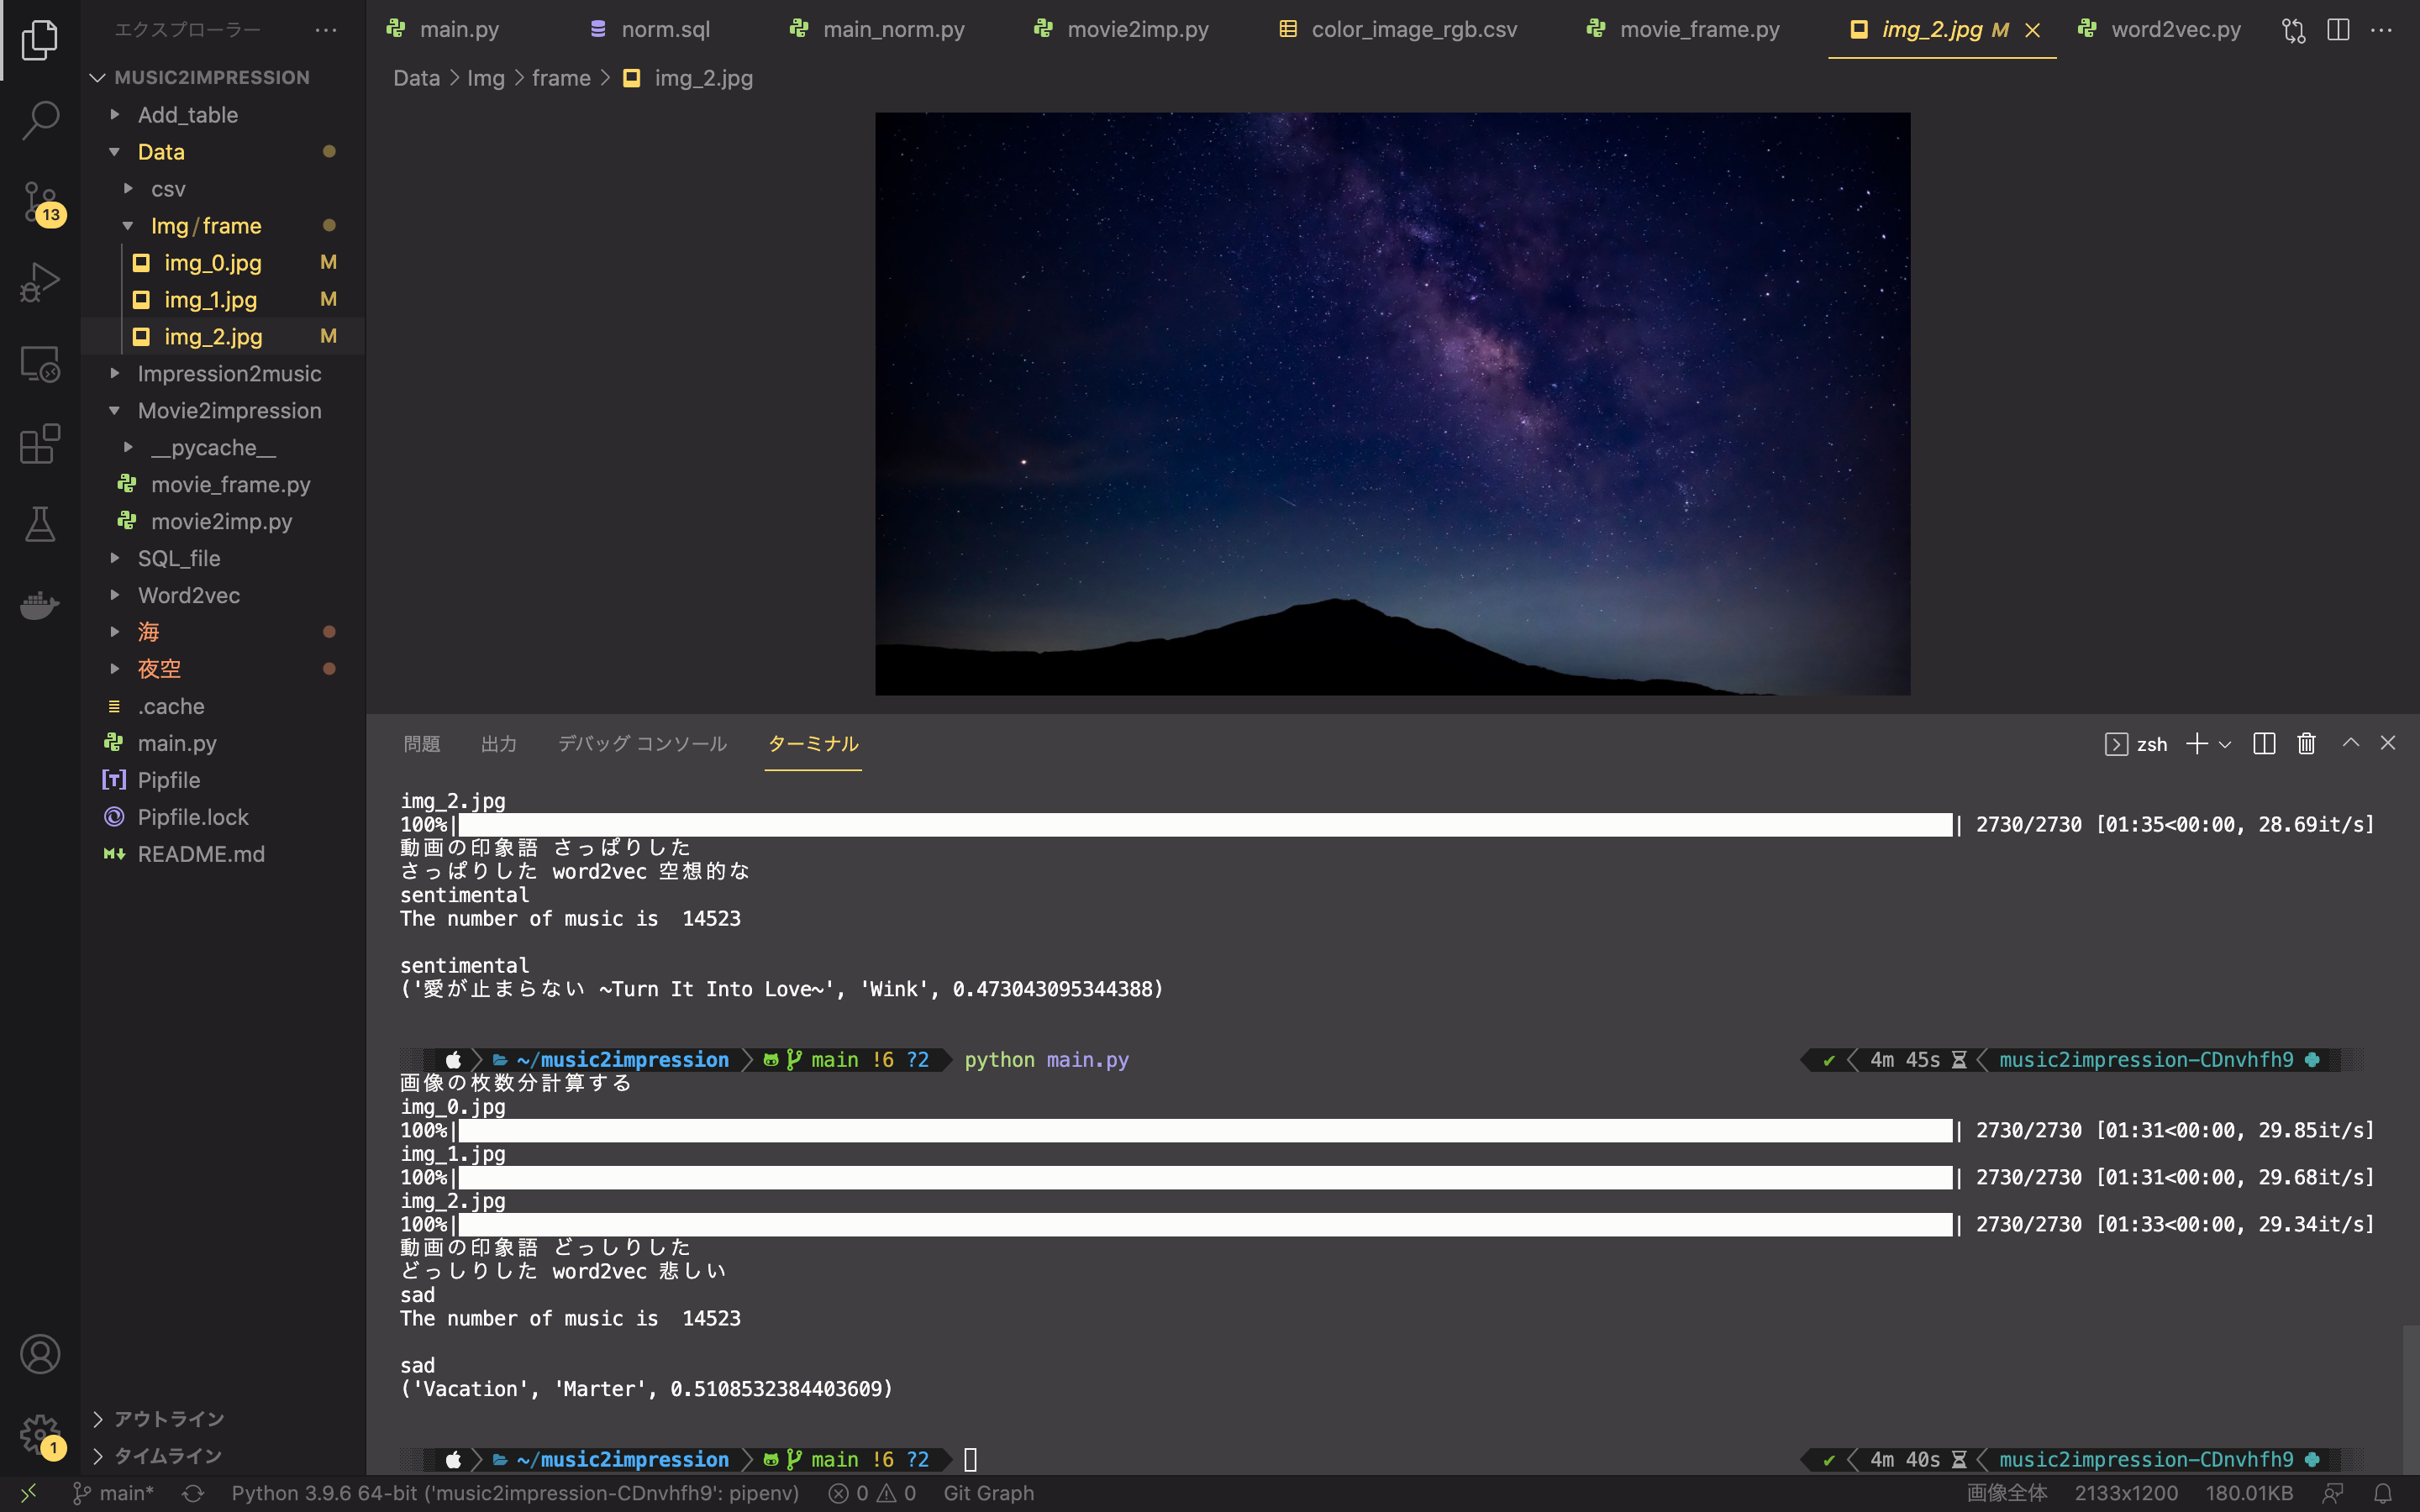 エクスプローラー ···
main.py norm.sql main_norm.py movie2imp.py color_image_rgb.csv movie_frame.py img_2.jpg M word2vec.py ···
MUSIC2IMPRESSION
Data > Img > frame > img_2.jpg
Add_table
Data
csv
13
Img/frame
img_0.jpg M
img_1.jpg M
img_2.jpg M
Impression2music
Movie2impression
__pycache__
movie_frame.py
movie2imp.py
SQL_file
Word2vec
海
夜空
.cache
main.py
Pipfile
Pipfile.lock
README.md
問題 出力 デバッグ コンソール ターミナル zsh
img_2.jpg
100%| | 2730/2730 [01:35<00:00, 28.69it/s]
動画の印象語 さっぱりした
さっぱりした word2vec 空想的な
sentimental
The number of music is  14523
sentimental
('愛が止まらない ~Turn It Into Love~', 'Wink', 0.473043095344388)
~/music2impression main !6 ?2 python main.py ✔ 4m 45s music2impression-CDnvhfh9
画像の枚数分計算する
img_0.jpg
100%| | 2730/2730 [01:31<00:00, 29.85it/s]
img_1.jpg
100%| | 2730/2730 [01:31<00:00, 29.68it/s]
img_2.jpg
100%| | 2730/2730 [01:33<00:00, 29.34it/s]
動画の印象語 どっしりした
どっしりした word2vec 悲しい
sad
The number of music is  14523
sad
('Vacation', 'Marter', 0.5108532384403609)
~/music2impression main !6 ?2 ✔ 4m 40s music2impression-CDnvhfh9
アウトライン
1
タイムライン
main* Python 3.9.6 64-bit ('music2impression-CDnvhfh9': pipenv) 0 0 Git Graph 画像全体 2133x1200 180.01KB